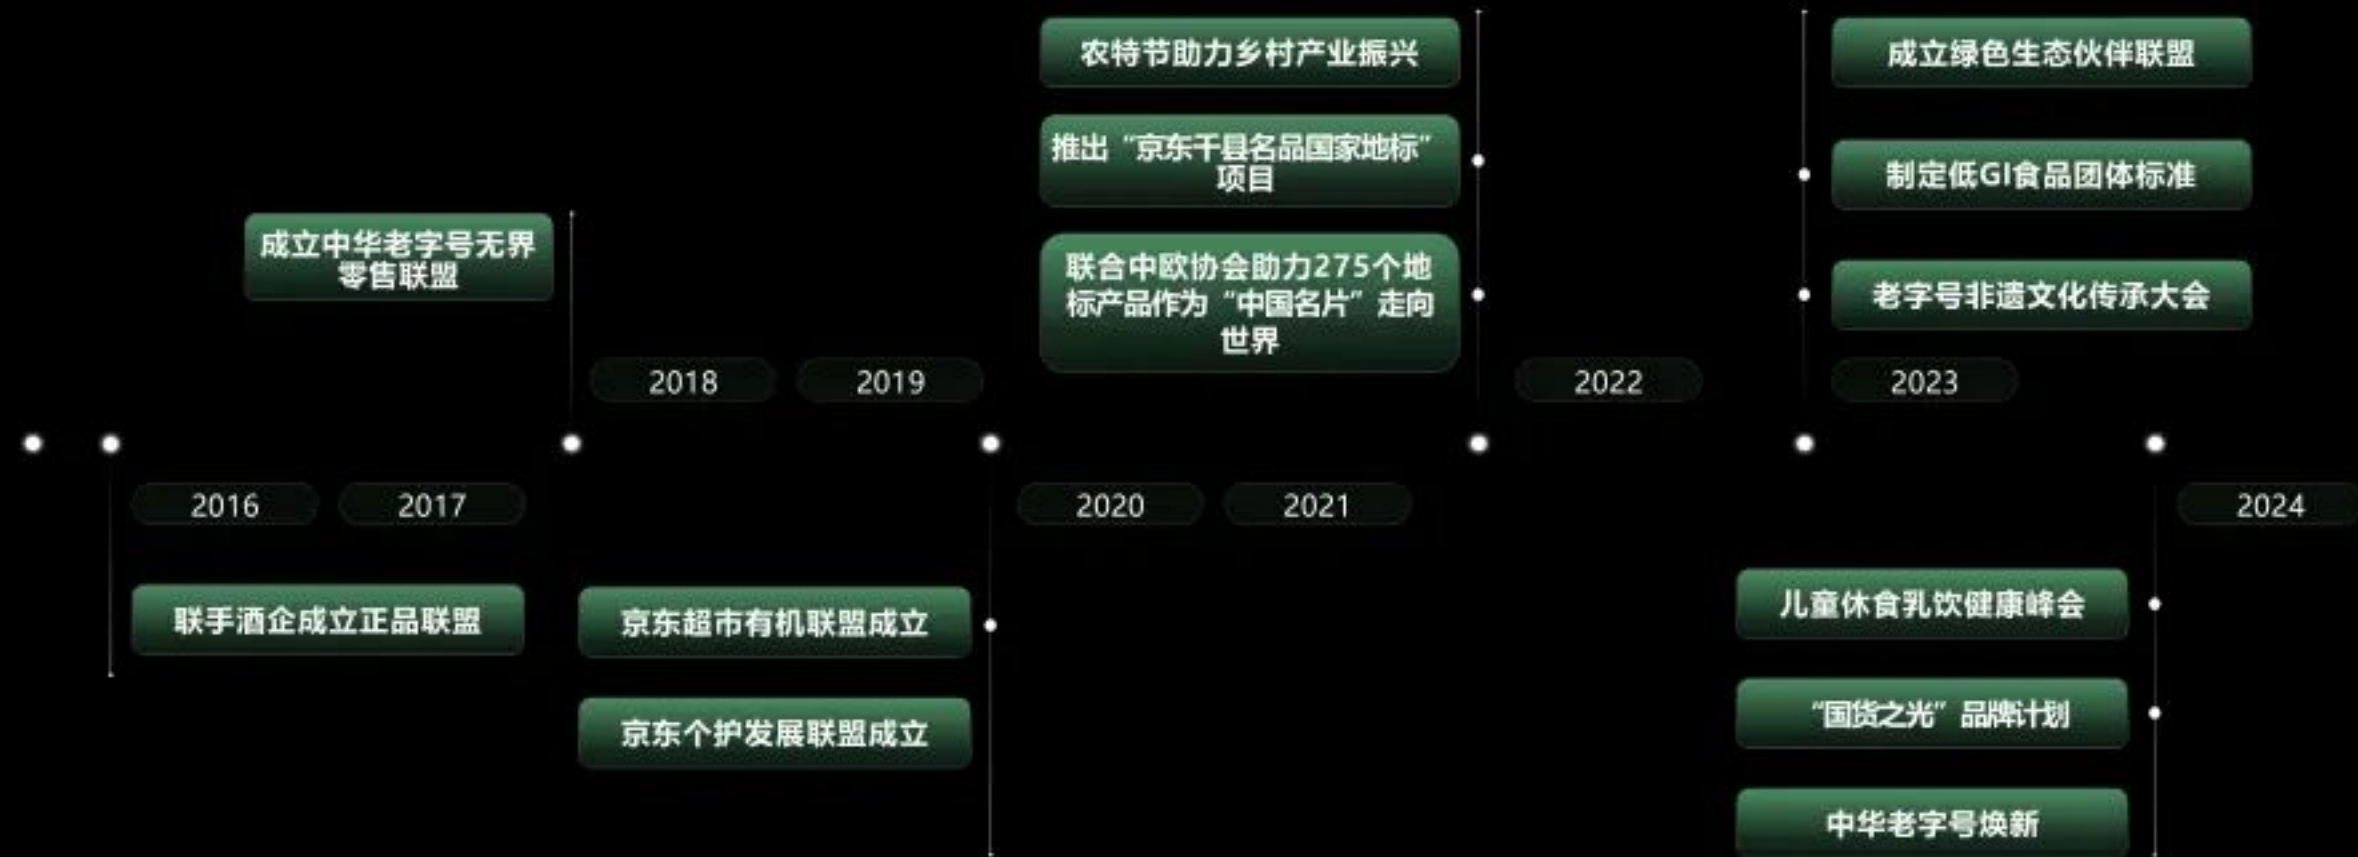 农特节助力乡村产业振兴
推出“京东千县名品国家地标”
项目
联合中欧协会助力275个地
标产品作为“中国名片”走向
世界
成立绿色生态伙伴联盟
制定低GI食品团体标准
老字号非遗文化传承大会
成立中华老字号无界
零售联盟
2018
2019
2022
2023
2016
2017
2020
2021
2024
联手酒企成立正品联盟
京东超市有机联盟成立
京东个护发展联盟成立
儿童休食乳饮健康峰会
“国货之光”品牌计划
中华老字号焕新